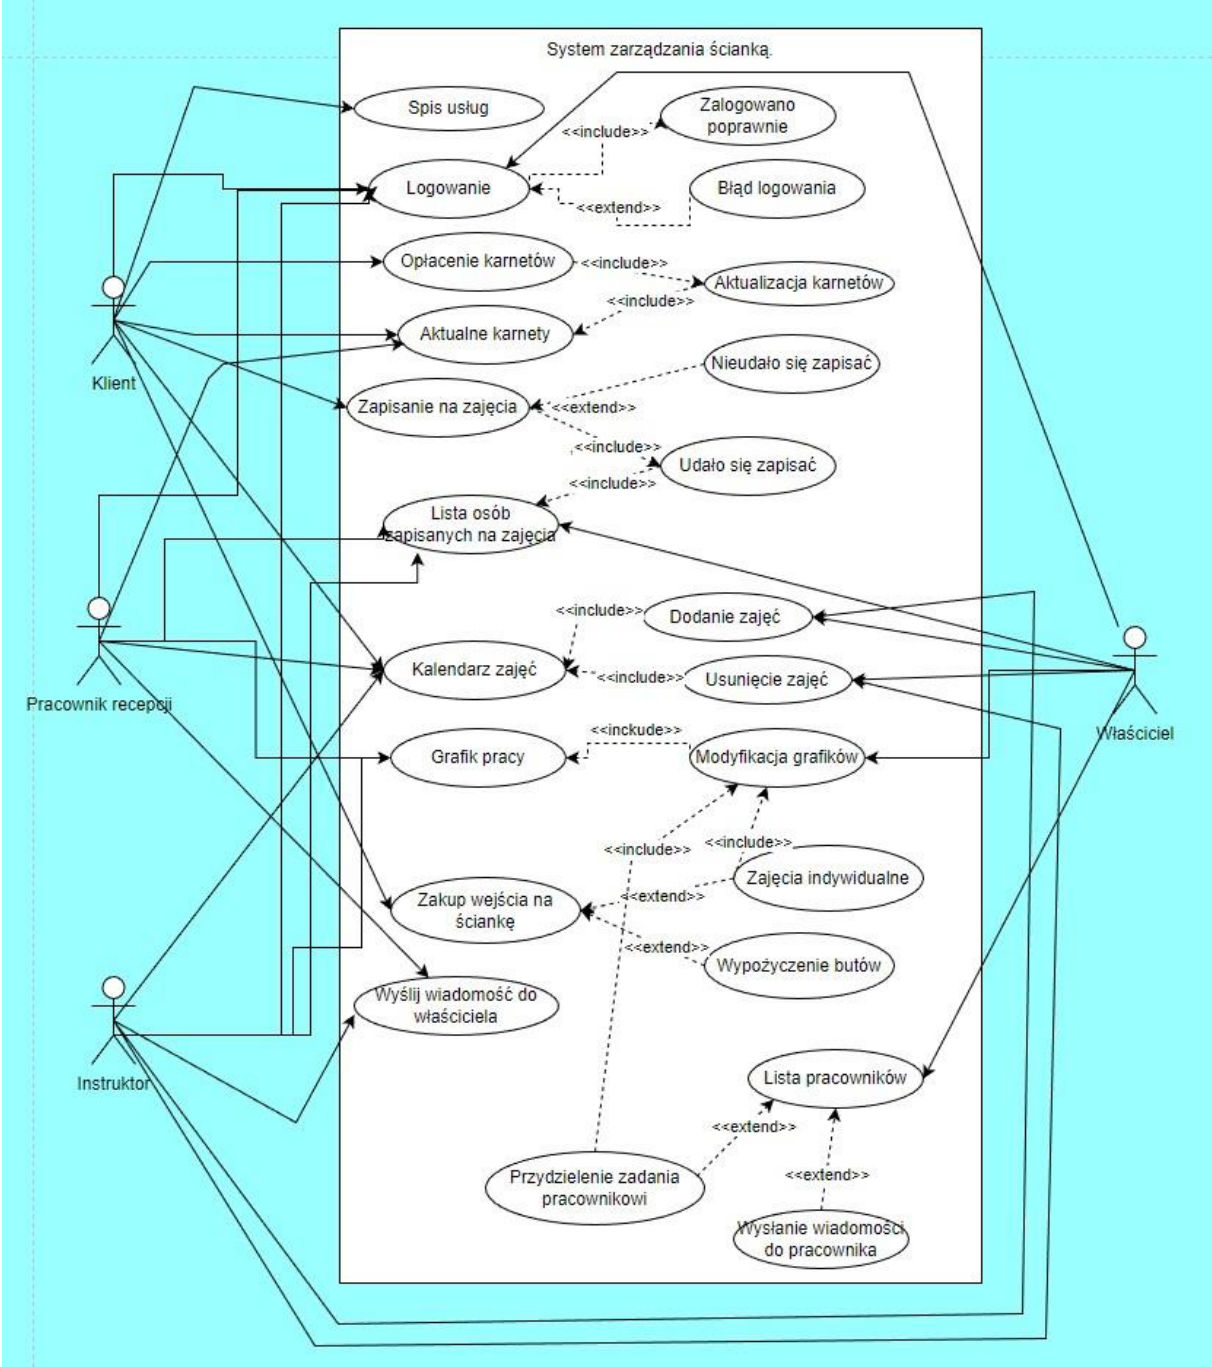 System zarządzania ścianką.
Spis usług
Zalogowano
poprawnie
<<include>>
Logowanie
Błąd logowania
<<extend>>
Opłacenie karnetów
<<include>>
Aktualizacja karnetów
<<include>>
Aktualne karnety
Nieudało się zapisać
Klient
Zapisanie na zajęcia
<<extend>>
<<include>>
Udało się zapisać
<<include>>
Lista osób
zapisanych na zajęcia
<<include>>
Dodanie zajęć
Kalendarz zajęć
<<include>>
Usunięcie zajęć
Pracownik recepcji
Właściciel
<<inckude>>
Grafik pracy
Modyfikacja grafików
<<include>>
<<include>>
Zajęcia indywidualne
<<extend>>
Zakup wejścia na
ściankę
<<extend>>
Wypożyczenie butów
Wyślij wiadomość do
właściciela
Instruktor
Lista pracowników
<<extend>>
Przydzielenie zadania
pracownikowi
<<extend>>
Wysłanie wiadomości
do pracownika